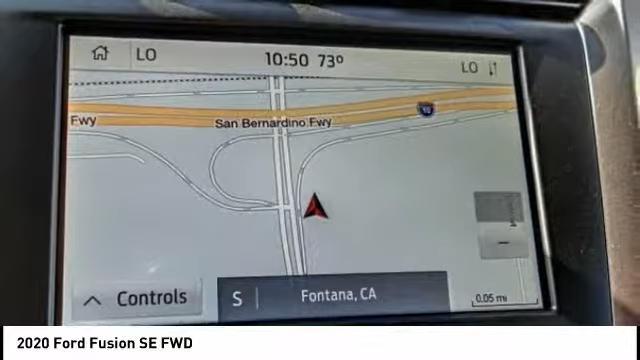 LO 10:50 73º LO
10
Fwy
San Bernardino Fwy
Controls
S
Fontana, CA
0.05 mi
2020 Ford Fusion SE FWD